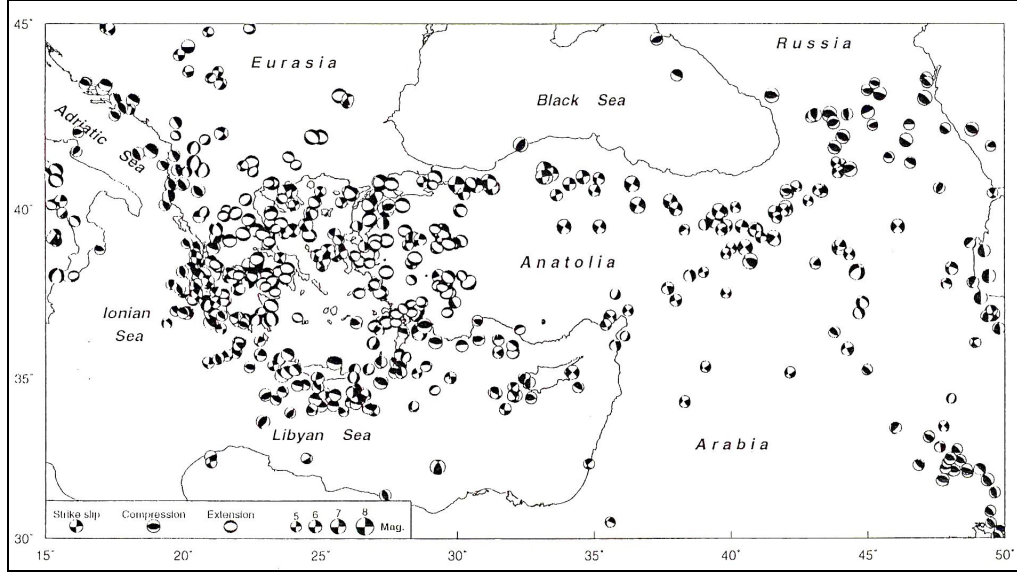 45°
40°
35°
30°
Eurasia
Russia
Black Sea
Adriatic
Sea
Anatolia
Ionian
Sea
Libyan Sea
Arabia
Strike slip Compression Extension 5 6 7 8 Mag.
15° 20° 25° 30° 35° 40° 45° 50°